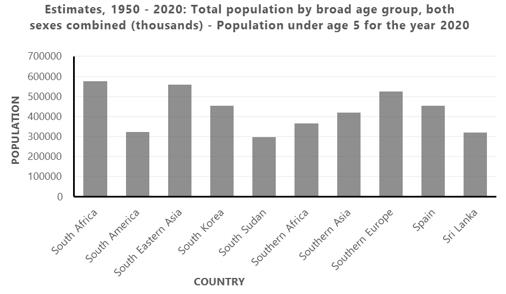 Estimates, 1950 - 2020: Total population by broad age group, both
sexes combined (thousands) - Population under age 5 for the year 2020
700000
600000
500000
400000
300000
200000
100000
0
POPULATION
South Africa
South America
South Eastern Asia
South Korea
South Sudan
Southern Africa
Southern Asia
Southern Europe
Spain
Sri Lanka
COUNTRY